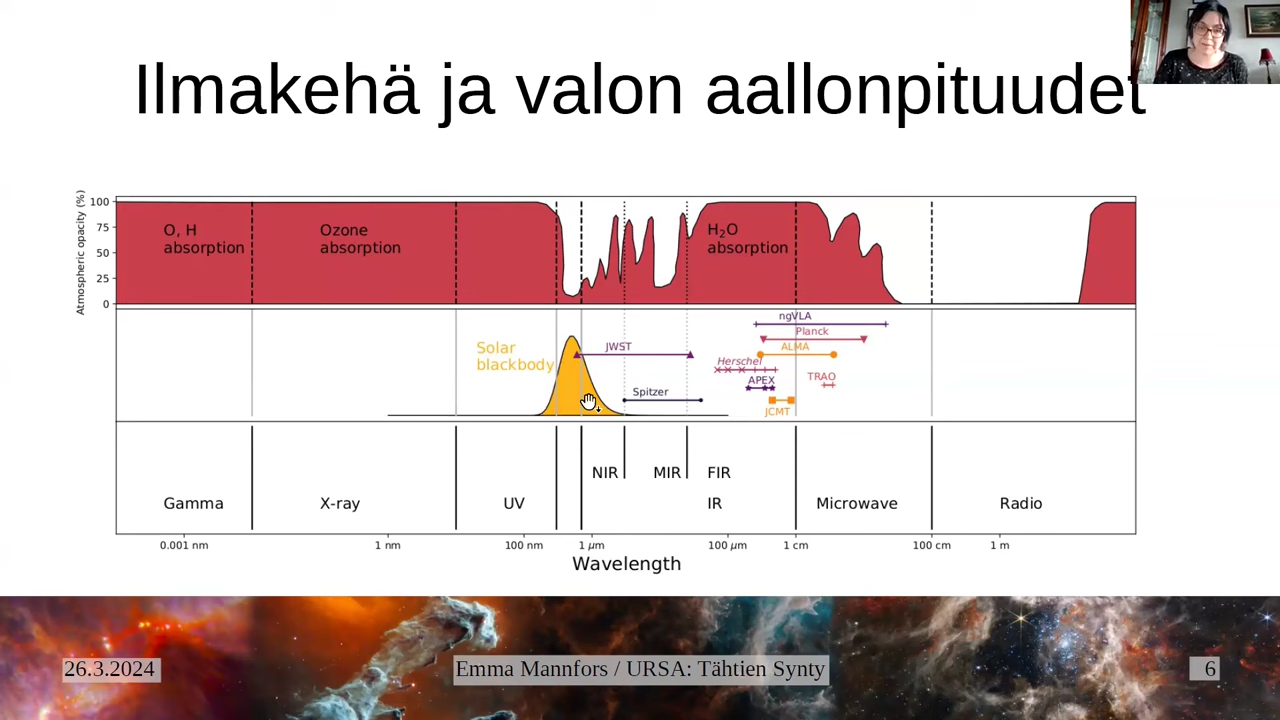 Ilmakehä ja valon aallonpituudet
Atmospheric opacity (%)
100
75
50
25
0
O, H
absorption
Ozone
absorption
H₂O
absorption
Solar
blackbody
JWST
Spitzer
ngVLA
Planck
ALMA
Herschel
APEX
TRAO
JCMT
NIR
MIR
FIR
Gamma
X-ray
UV
IR
Microwave
Radio
0.001 nm
1 nm
100 nm
1 μm
100 μm
1 cm
100 cm
1 m
Wavelength
26.3.2024
Emma Mannfors / URSA: Tähtien Synty
6